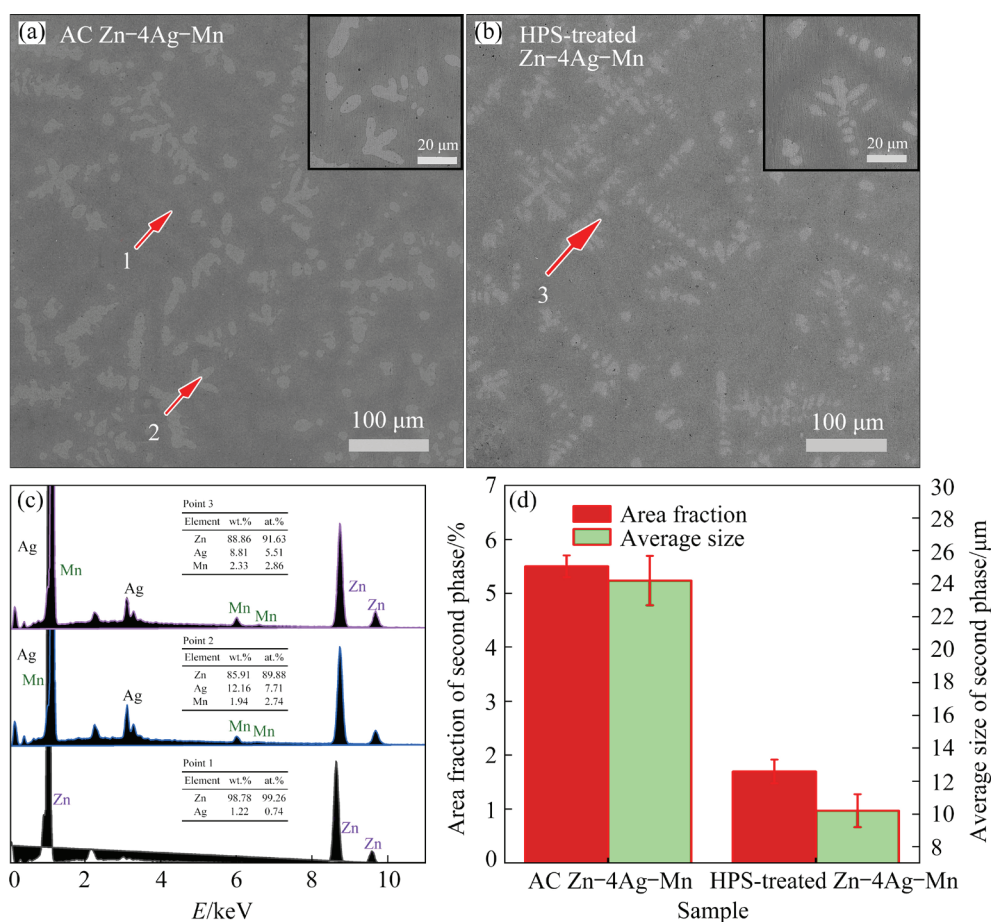 (a) AC Zn−4Ag−Mn
20 μm
1
2
100 μm
(b) HPS-treated
Zn−4Ag−Mn
20 μm
3
100 μm
(c)
Point 3
Element wt.% at.%
Zn 88.86 91.63
Ag 8.81 5.51
Mn 2.33 2.86
Ag
Mn
Ag
Mn
Mn
Zn
Zn
Point 2
Element wt.% at.%
Zn 85.91 89.88
Ag 12.16 7.71
Mn 1.94 2.74
Ag
Mn
Ag
Mn
Mn
Point 1
Element wt.% at.%
Zn 98.78 99.26
Ag 1.22 0.74
Zn
Zn
Zn
0 2 4 6 8 10
E/keV
(d)
Area fraction
Average size
7
6
5
4
3
2
1
0
Area fraction of second phase/%
30
28
26
24
22
20
18
16
14
12
10
8
Average size of second phase/μm
AC Zn−4Ag−Mn HPS-treated Zn−4Ag−Mn
Sample